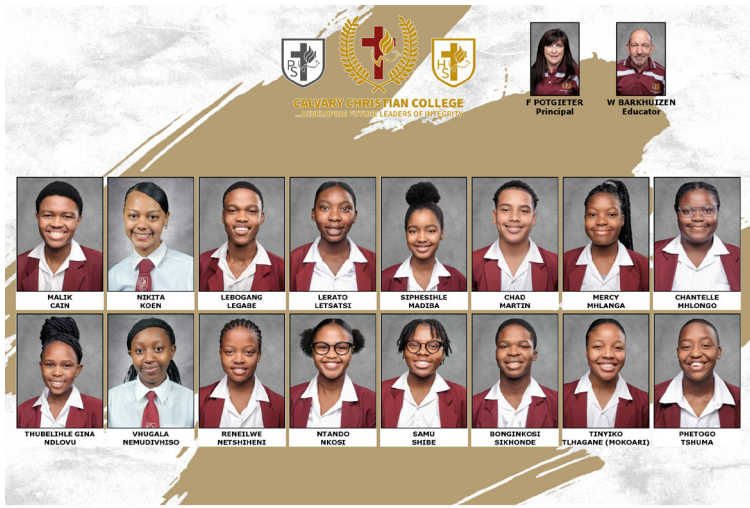 PS
HS
CALVARY CHRISTIAN COLLEGE
...DEVELOPING FUTURE LEADERS OF INTEGRITY
F POTGIETER
Principal
W BARKHUIZEN
Educator
MALIK
CAIN
NIKITA
KOEN
LEBOGANG
LEGABE
LERATO
LETSATSI
SIPHESIHLE
MADIBA
CHAD
MARTIN
MERCY
MHLANGA
CHANTELLE
MHLONGO
THUBELIHLE GINA
NDLOVU
VHUGALA
NEMUDIVHISO
RENEILWE
NETSHIHENI
NTANDO
NKOSI
SAMU
SHIBE
BONGINKOSI
SIKHONDE
TINYIKO
TLHAGANE (MOKOARI)
PHETOGO
TSHUMA